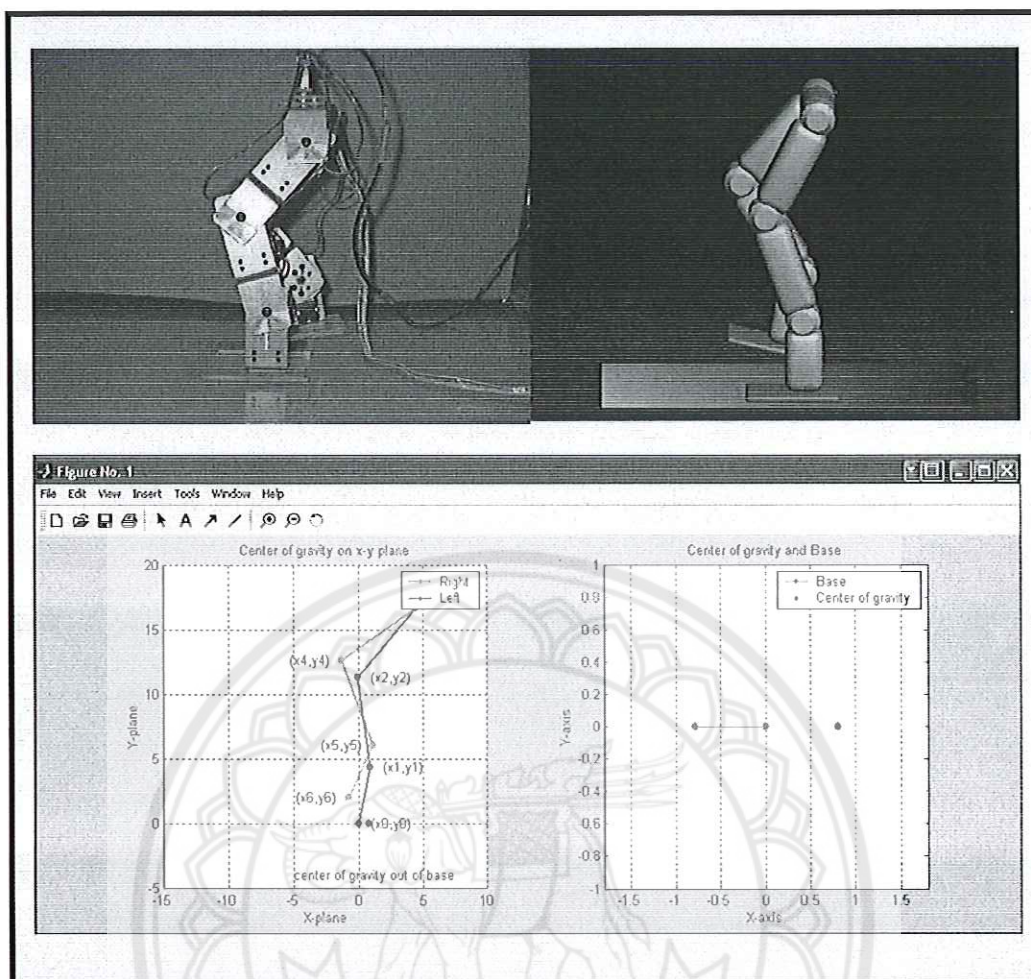 Figure No. 1
File Edit View Insert Tools Window Help
A
Center of gravity on x-y plane
20
15
10
5
0
-5
Y-plane
Right
Left
(x4,y4)
(x2,y2)
(x5,y5)
(x1,y1)
(x6,y6)
(x0,y0)
center of gravity out of base
-15 -10 -5 0 5 10
X-plane
Center of gravity and Base
1
0.8
0.6
0.4
0.2
0
-0.2
-0.4
-0.6
-0.8
-1
Y-axis
Base
Center of gravity
-1.5 -1 -0.5 0 0.5 1 1.5
X-axis